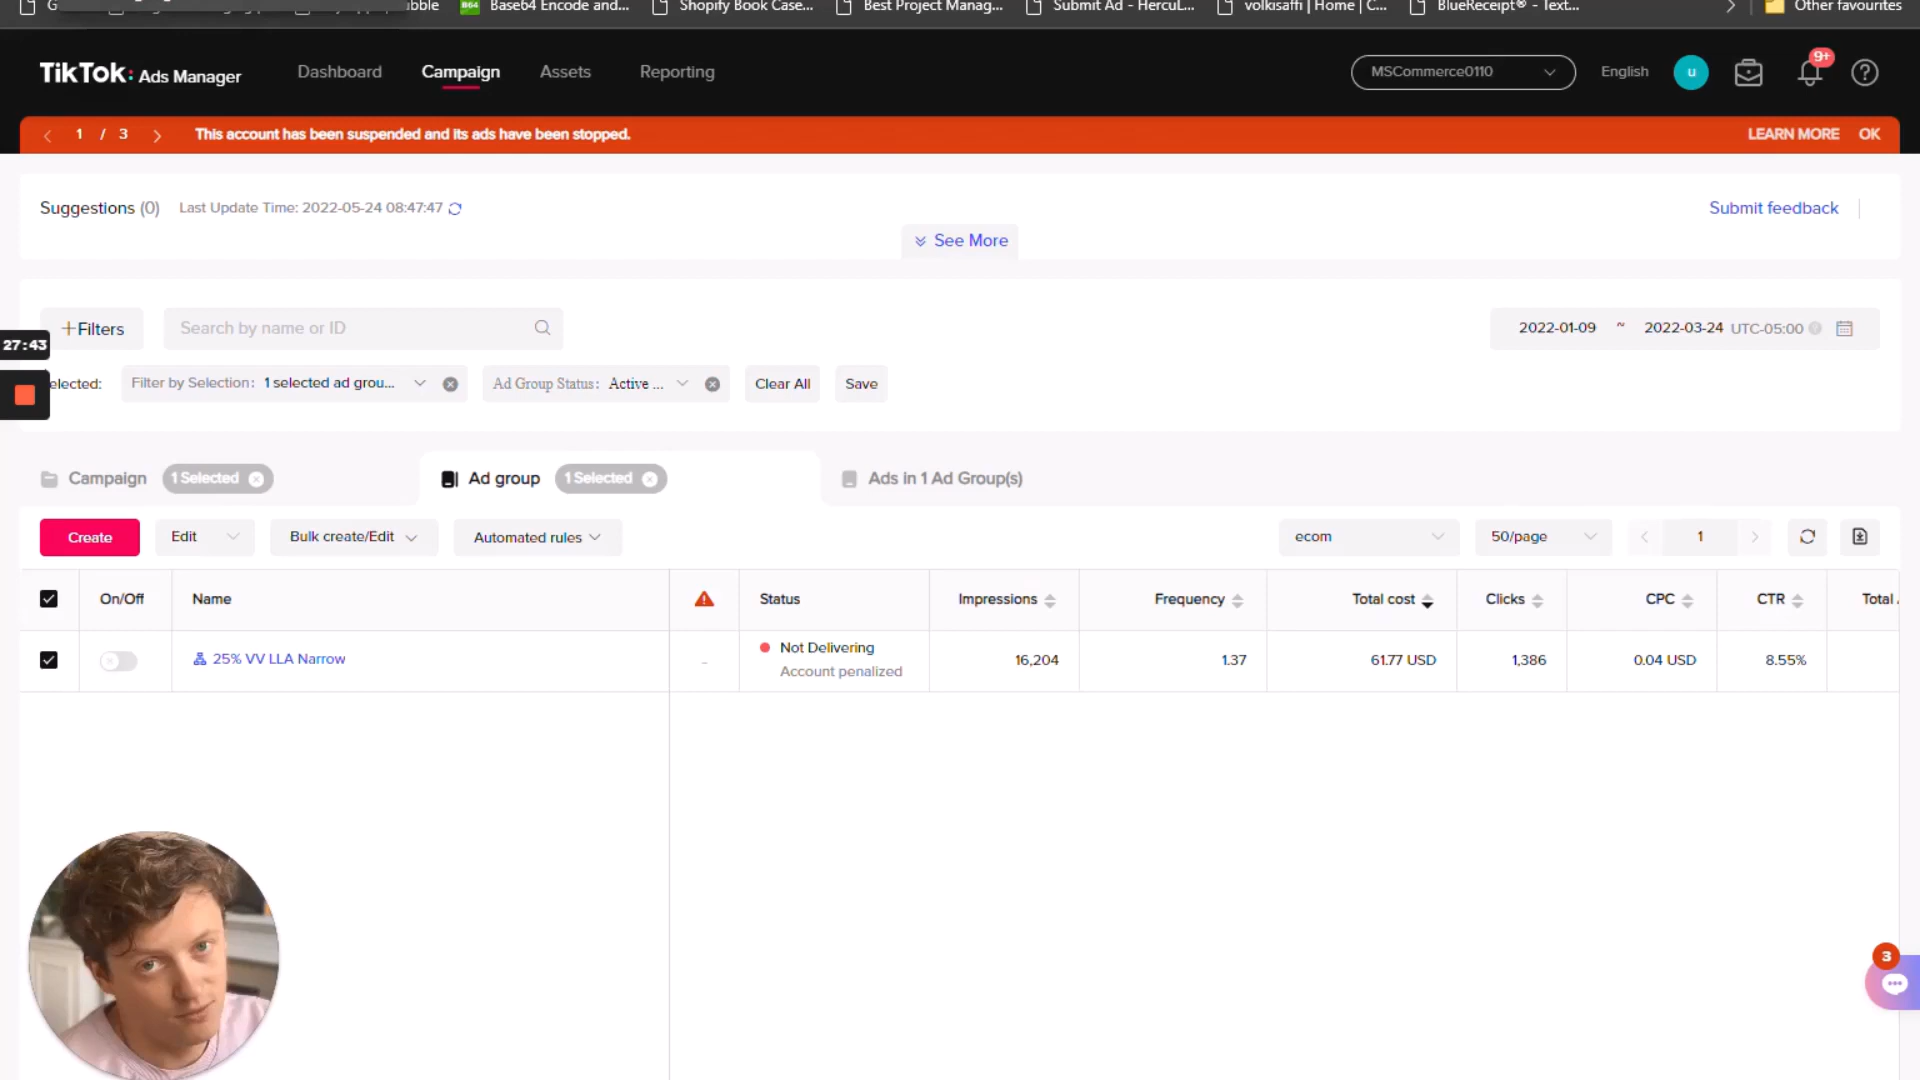 B64 Base64 Encode and... Shopify Book Case... Best Project Manag... Submit Ad - HercuL... volkisaffi | Home | C... BlueReceipt® - Text... Other favourites
TikTok: Ads Manager Dashboard Campaign Assets Reporting MSCommerce0110 English u 9+
1 / 3 This account has been suspended and its ads have been stopped. LEARN MORE OK
Suggestions (0) Last Update Time: 2022-05-24 08:47:47 Submit feedback
See More
+Filters Search by name or ID 2022-01-09 ~ 2022-03-24 UTC-05:00
27:43
elected: Filter by Selection: 1 selected ad grou... Ad Group Status: Active ... Clear All Save
Campaign 1 Selected Ad group 1 Selected Ads in 1 Ad Group(s)
Create Edit Bulk create/Edit Automated rules ecom 50/page 1
On/Off Name Status Impressions Frequency Total cost Clicks CPC CTR Total
25% VV LLA Narrow - Not Delivering 16,204 1.37 61.77 USD 1,386 0.04 USD 8.55%
Account penalized
3